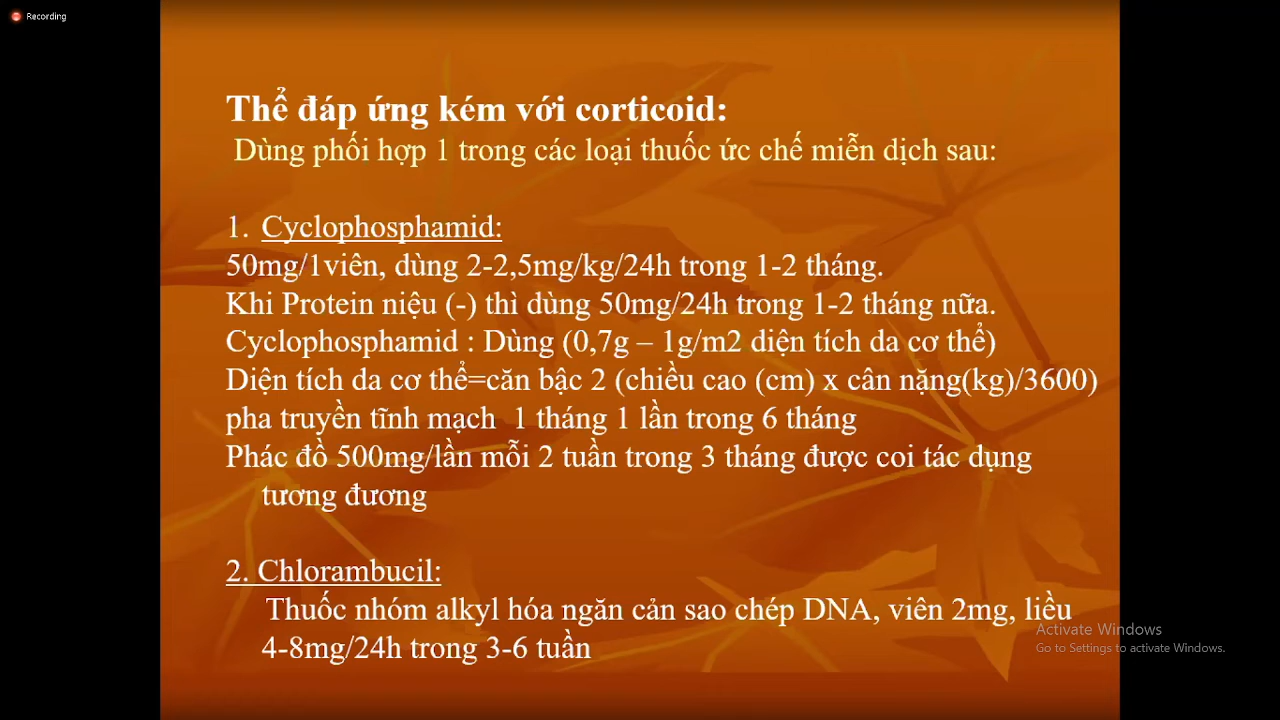 Recording
Thể đáp ứng kém với corticoid:
Dùng phối hợp 1 trong các loại thuốc ức chế miễn dịch sau:
1. Cyclophosphamid:
50mg/1viên, dùng 2-2,5mg/kg/24h trong 1-2 tháng.
Khi Protein niệu (-) thì dùng 50mg/24h trong 1-2 tháng nữa.
Cyclophosphamid : Dùng (0,7g – 1g/m2 diện tích da cơ thể)
Diện tích da cơ thể=căn bậc 2 (chiều cao (cm) x cân nặng(kg)/3600)
pha truyền tĩnh mạch 1 tháng 1 lần trong 6 tháng
Phác đồ 500mg/lần mỗi 2 tuần trong 3 tháng được coi tác dụng
tương đương
2. Chlorambucil:
Thuốc nhóm alkyl hóa ngăn cản sao chép DNA, viên 2mg, liều
4-8mg/24h trong 3-6 tuần
Activate Windows
Go to Settings to activate Windows.